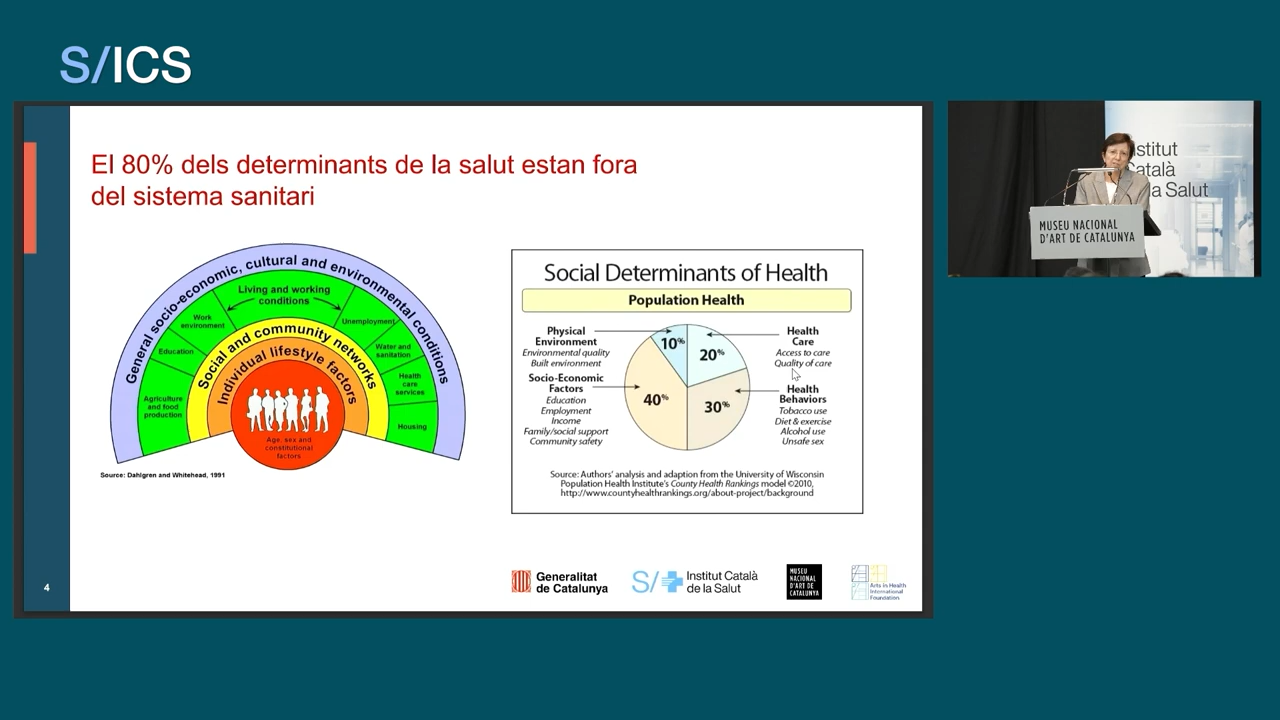 S/ICS
El 80% dels determinants de la salut estan fora
del sistema sanitari
General socio-economic, cultural and environmental conditions
Living and working
conditions
Work
environment
Unemployment
Education
Water and
sanitation
Agriculture
and food
production
Health
care
services
Housing
Social and community networks
Individual lifestyle factors
Age, sex and
constitutional
factors
Source: Dahlgren and Whitehead, 1991
Social Determinants of Health
Population Health
Physical
Environment
Environmental quality
Built environment
Socio-Economic
Factors
Education
Employment
Income
Family/social support
Community safety
10%
20%
40%
30%
Health
Care
Access to care
Quality of care
Health
Behaviors
Tobacco use
Diet & exercise
Alcohol use
Unsafe sex
Source: Authors' analysis and adaption from the University of Wisconsin
Population Health Institute's County Health Rankings model ©2010,
http://www.countyhealthrankings.org/about-project/background
4
Generalitat
de Catalunya
S/
Institut Català
de la Salut
MUSEU
NACIONAL
D'ART DE
CATALUNYA
Arts in Health
International
Foundation
stitut
atalà
la Salut
MUSEU NACIONAL
D'ART DE CATALUNYA